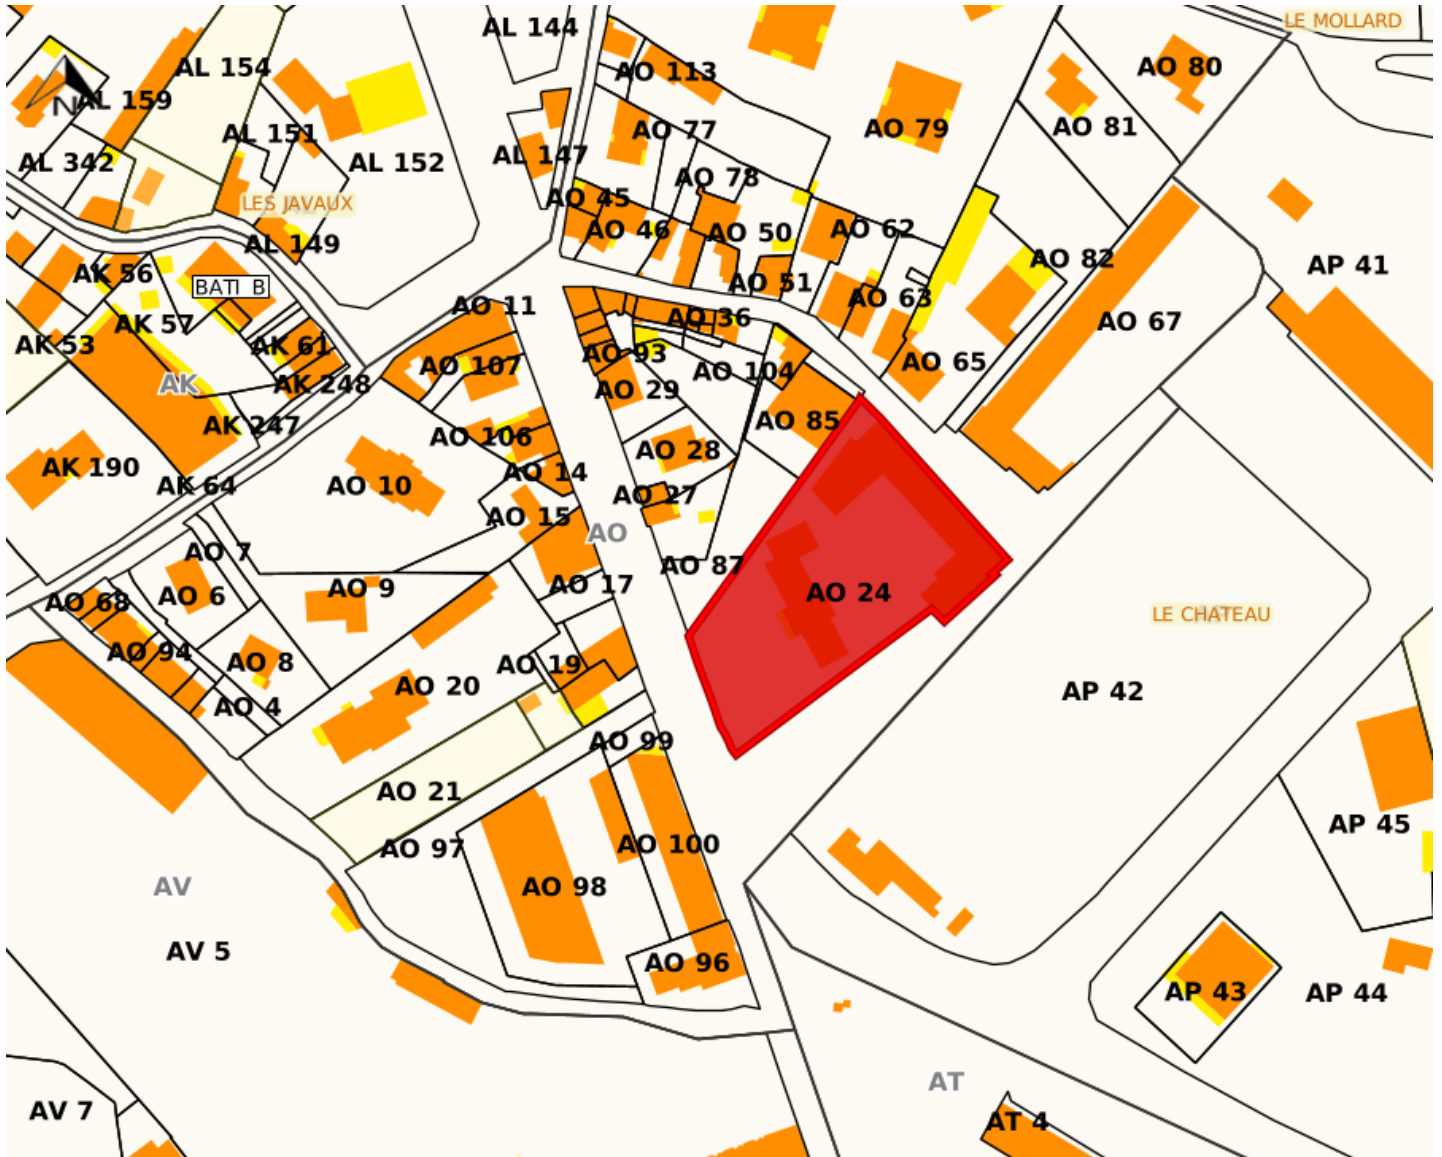 LE MOLLARD
AL 144
AL 154
AO 113
AO 80
N
AL 159
AL 151
AO 77
AO 79
AO 81
AL 342
AL 152
AL 147
AO 78
LES JAVAUX
AO 45
AO 46
AO 50
AO 62
AL 149
AO 82
AP 41
AK 56
BATI B
AO 51
AO 63
AO 11
AK 57
AO 36
AO 67
AK 53
AK 61
AO 93
AO 107
AO 104
AO 65
AK
AK 248
AO 29
AK 247
AO 106
AO 85
AO 28
AK 190
AO 14
AK 64
AO 10
AO 27
AO 15
AO
AO 7
AO 87
AO 6
AO 9
AO 17
AO 24
AO 68
LE CHATEAU
AO 94
AO 8
AO 19
AO 20
AP 42
AO 4
AO 99
AO 21
AP 45
AO 97
AO 100
AV
AO 98
AV 5
AO 96
AP 43
AP 44
AT
AV 7
AT 4